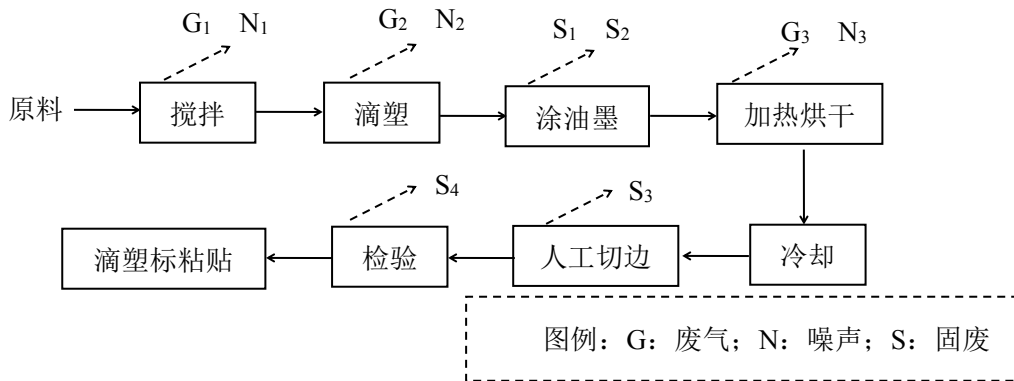 G₁ N₁ G₂ N₂ S₁ S₂ G₃ N₃
原料 搅拌 滴塑 涂油墨 加热烘干
S₄ S₃
滴塑标粘贴 检验 人工切边 冷却
图例：G：废气；N：噪声；S：固废